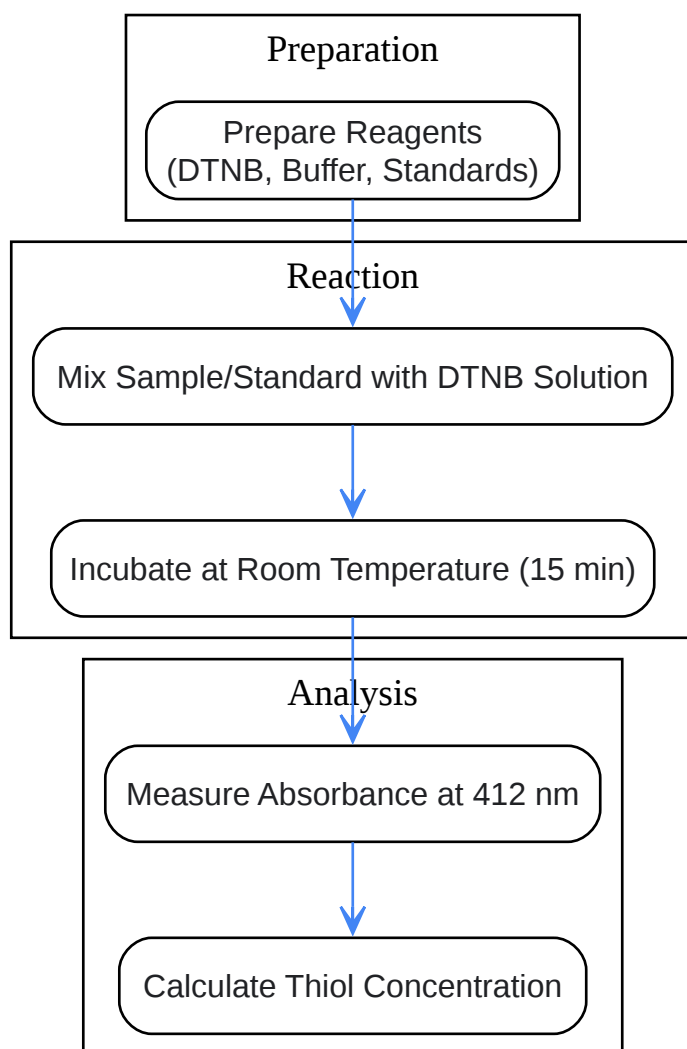 Preparation
Prepare Reagents
(DTNB, Buffer, Standards)
Reaction
Mix Sample/Standard with DTNB Solution
Incubate at Room Temperature (15 min)
Analysis
Measure Absorbance at 412 nm
Calculate Thiol Concentration